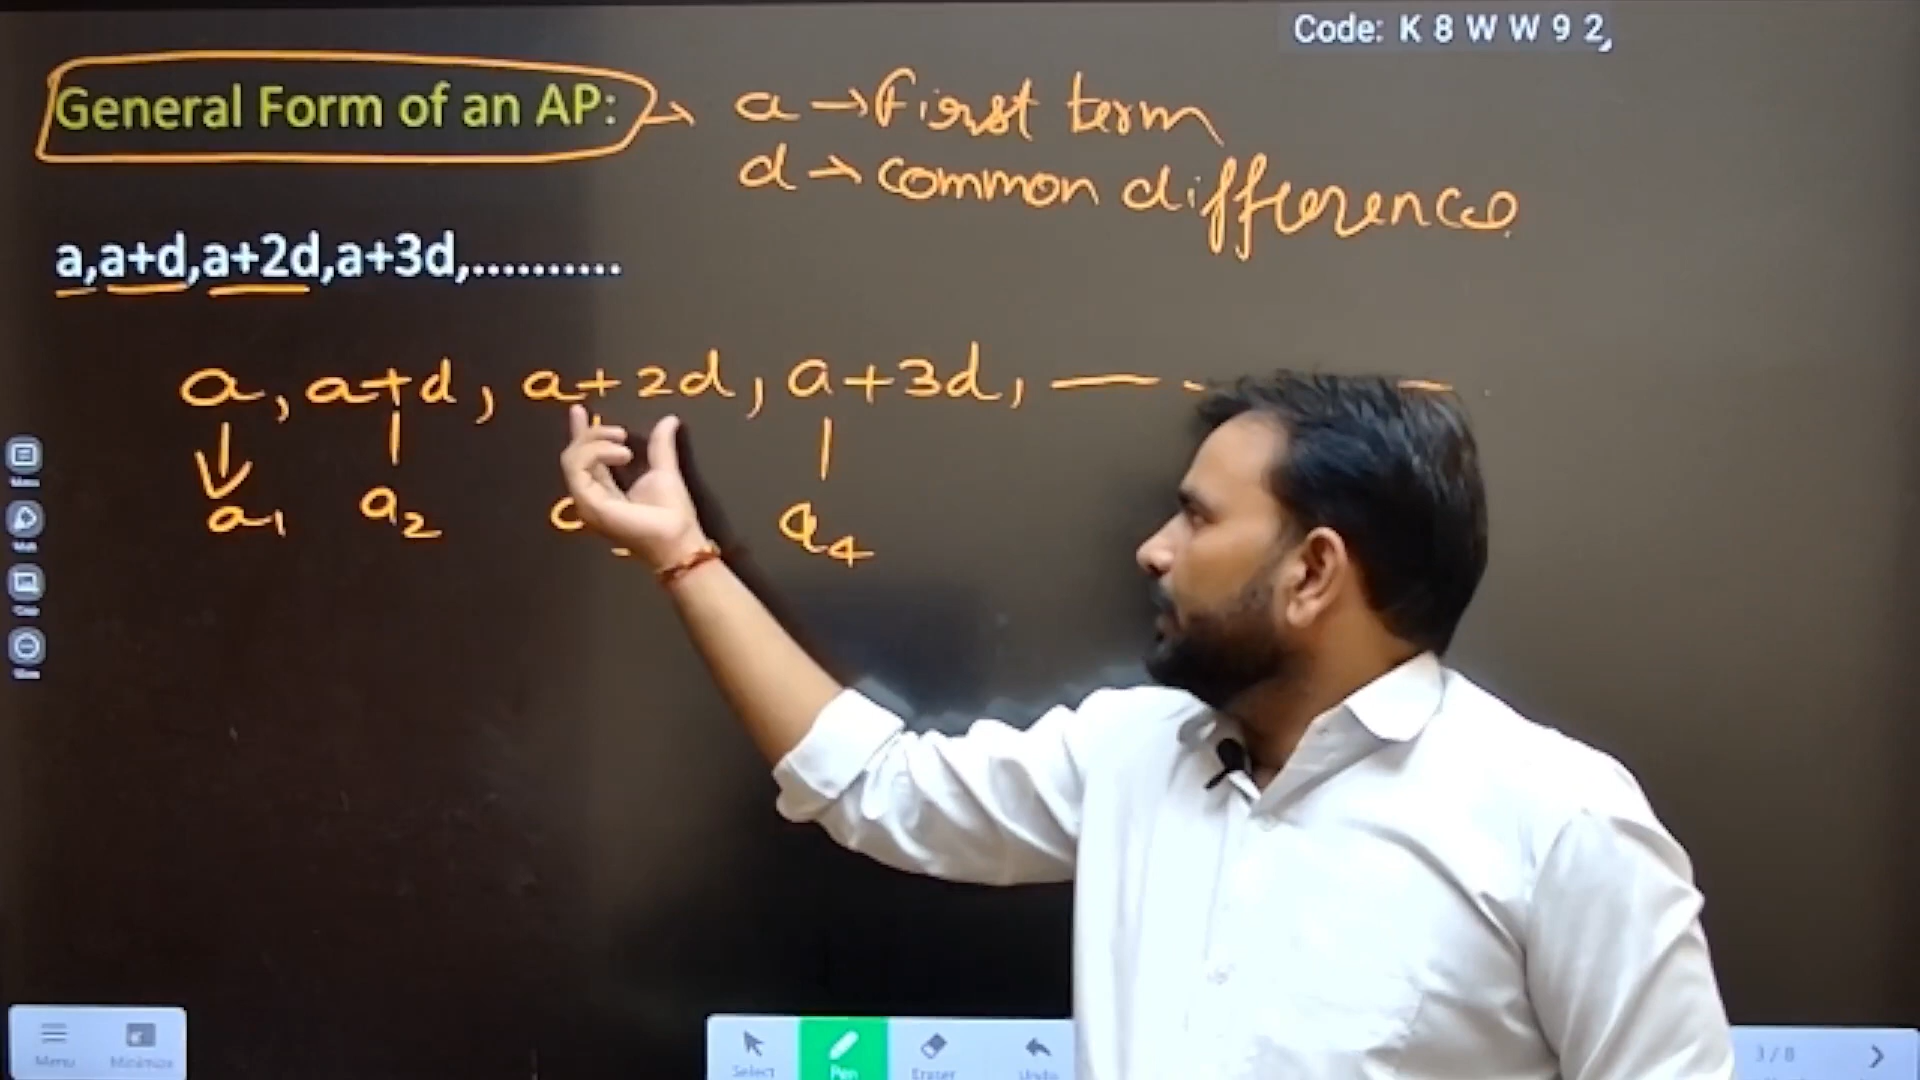 Code: K 8 W W 9 2,
General Form of an AP: → a → First term
d → common difference
a,a+d,a+2d,a+3d,..........
a, a+d, a+2d, a+3d, — - -
a1 a2 a4
Menu Minimize Select Pen Eraser Undo 3 / 8